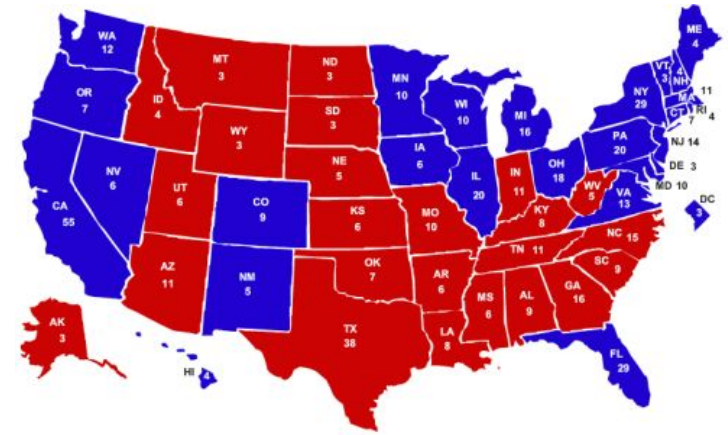 WA
12
OR
7
CA
55
NV
6
ID
4
MT
3
WY
3
UT
6
AZ
11
CO
9
NM
5
ND
3
SD
3
NE
5
KS
6
OK
7
TX
38
MN
10
IA
6
MO
10
AR
6
LA
8
WI
10
IL
20
MI
16
IN
11
OH
18
KY
8
TN 11
MS
6
AL
9
GA
16
FL
29
SC
9
NC 15
VA
13
WV
5
PA
20
NY
29
VT
3
4
NH
ME
4
MA
11
RI
4
CT
7
NJ 14
DE 3
MD 10
DC
3
AK
3
HI
4